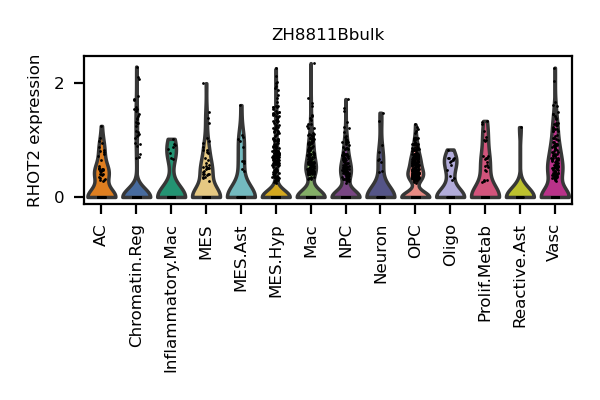 ZH8811Bbulk
RHOT2 expression
2
0
AC
Chromatin.Reg
Inflammatory.Mac
MES
MES.Ast
MES.Hyp
Mac
NPC
Neuron
OPC
Oligo
Prolif.Metab
Reactive.Ast
Vasc